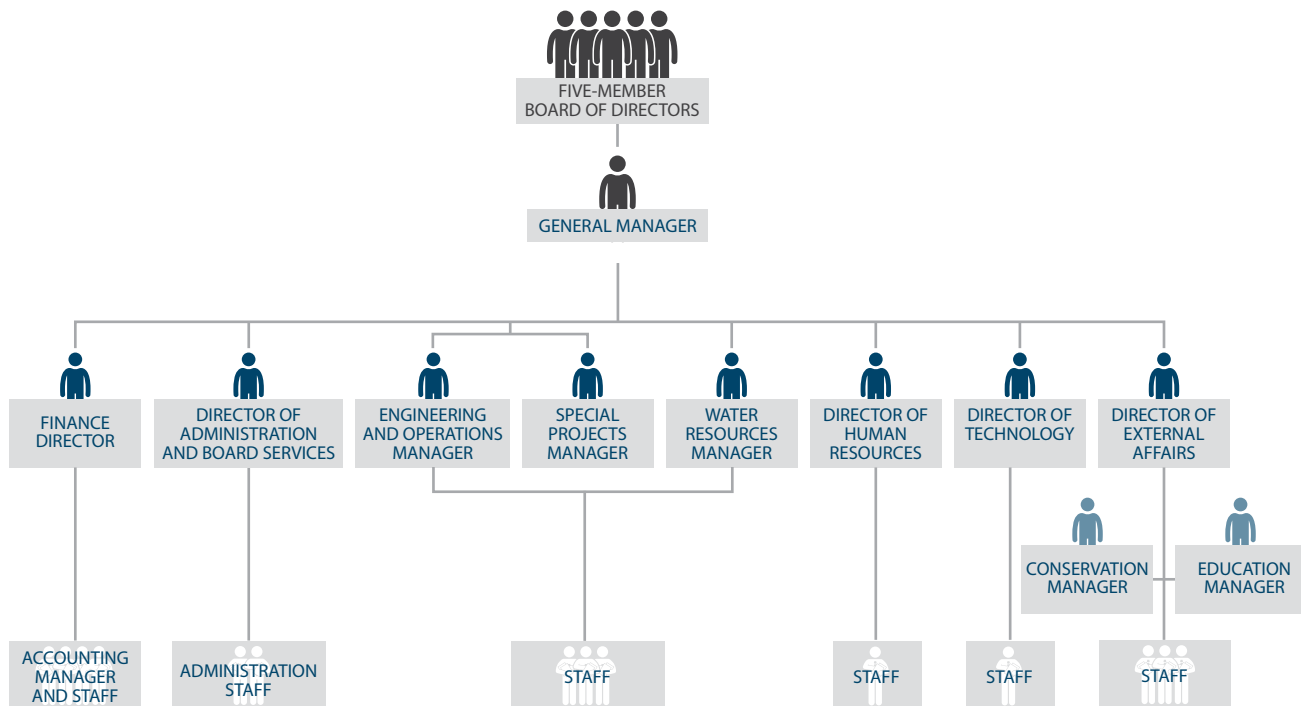 FIVE-MEMBER
BOARD OF DIRECTORS
GENERAL MANAGER
FINANCE
DIRECTOR
DIRECTOR OF
ADMINISTRATION
AND BOARD SERVICES
ENGINEERING
AND OPERATIONS
MANAGER
SPECIAL
PROJECTS
MANAGER
WATER
RESOURCES
MANAGER
DIRECTOR OF
HUMAN
RESOURCES
DIRECTOR OF
TECHNOLOGY
DIRECTOR OF
EXTERNAL
AFFAIRS
CONSERVATION
MANAGER
EDUCATION
MANAGER
ACCOUNTING
MANAGER
AND STAFF
ADMINISTRATION
STAFF
STAFF
STAFF
STAFF
STAFF